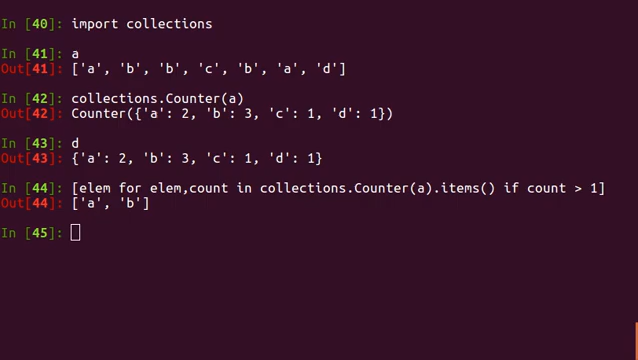 In [40]: import collections
In [41]: a
Out[41]: ['a', 'b', 'b', 'c', 'b', 'a', 'd']
In [42]: collections.Counter(a)
Out[42]: Counter({'a': 2, 'b': 3, 'c': 1, 'd': 1})
In [43]: d
Out[43]: {'a': 2, 'b': 3, 'c': 1, 'd': 1}
In [44]: [elem for elem,count in collections.Counter(a).items() if count > 1]
Out[44]: ['a', 'b']
In [45]: